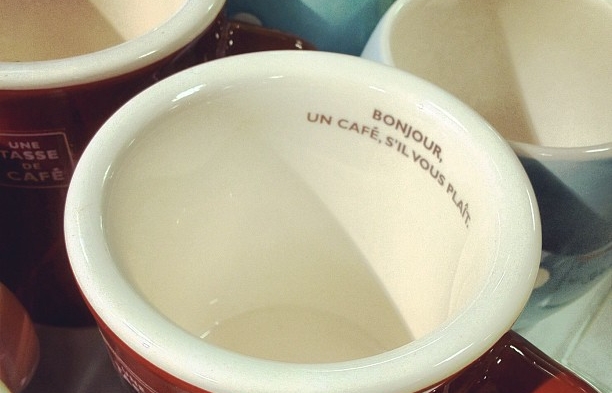 BONJOUR,
UN CAFÉ, S'IL VOUS PLAÎT.
UNE
TASSE
DE
CAFÉ